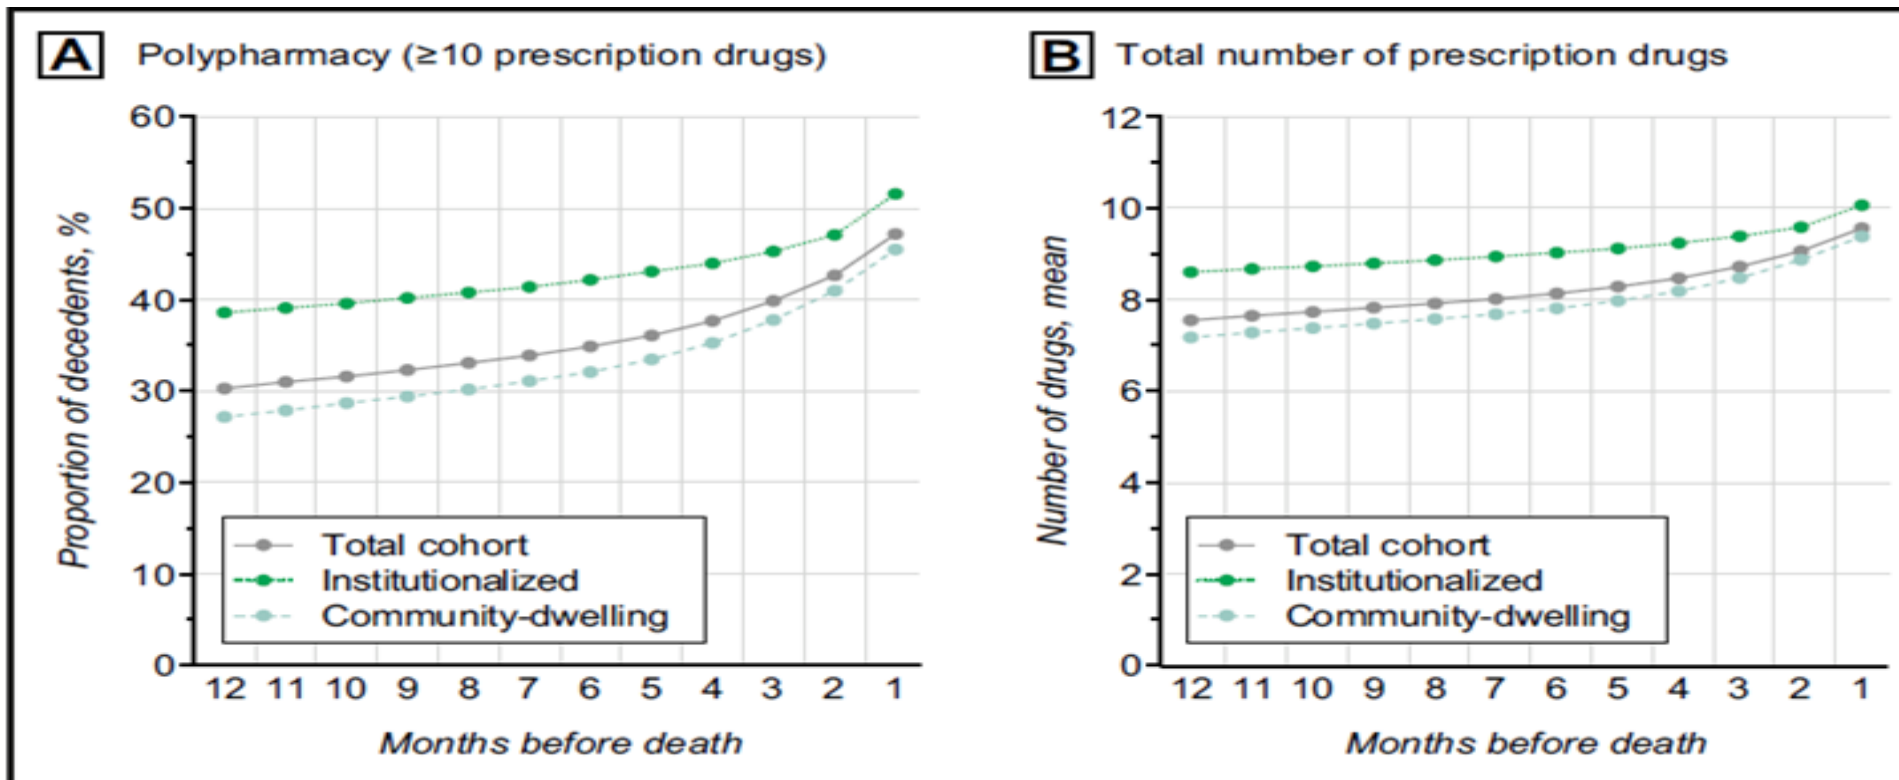 A Polypharmacy (≥10 prescription drugs)
Proportion of decedents, %
60
50
40
30
20
10
0
Total cohort
Institutionalized
Community-dwelling
12 11 10 9 8 7 6 5 4 3 2 1
Months before death
B Total number of prescription drugs
Number of drugs, mean
12
10
8
6
4
2
0
Total cohort
Institutionalized
Community-dwelling
12 11 10 9 8 7 6 5 4 3 2 1
Months before death